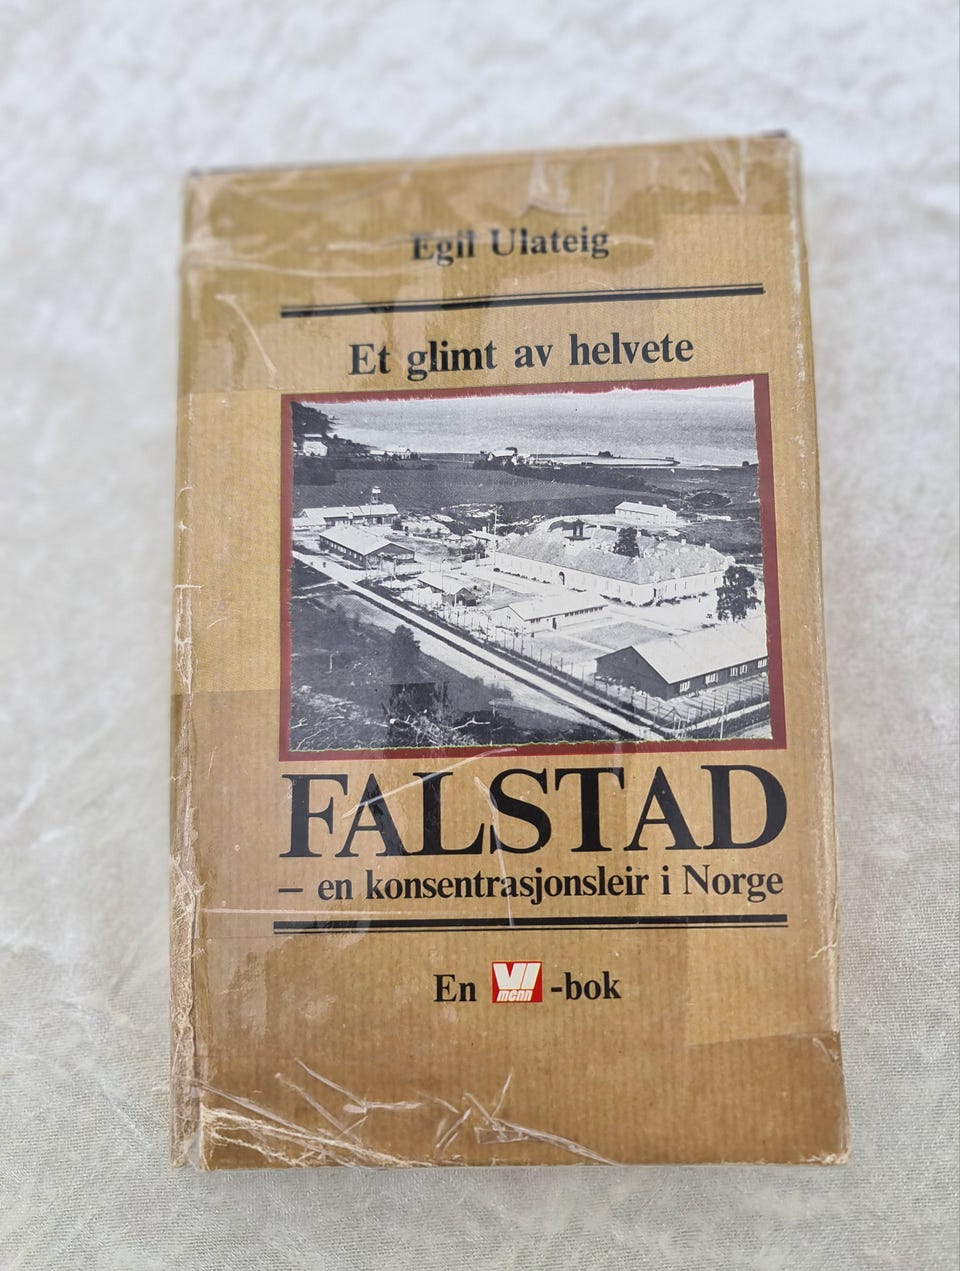 Egil Ulateig
Et glimt av helvete
FALSTAD
– en konsentrasjonsleir i Norge
En VI menn -bok